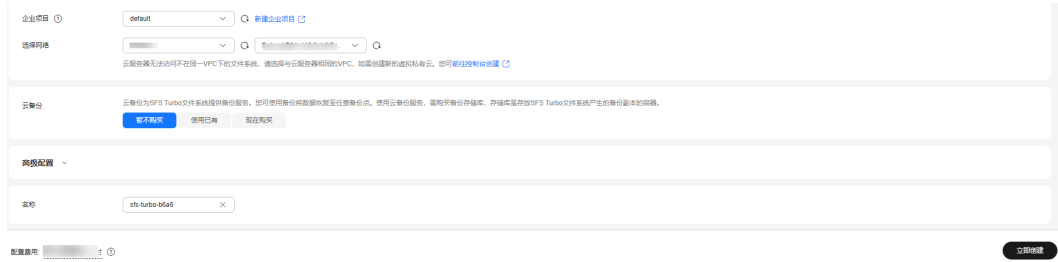 企业项目 default 新建企业项目
选择网络
云服务器无法访问不在同一VPC下的文件系统，请选择与云服务器相同的VPC，如需创建新的虚拟私有云，您可前往控制台创建
云备份 云备份为SFS Turbo文件系统提供备份服务。您可使用备份将数据恢复至任意备份点。使用云备份服务，需购买备份存储库，存储库是存放SFS Turbo文件系统产生的备份副本的容器。
暂不购买 使用已有 现在购买
高级配置
名称 sfs-turbo-b6a6
配置费用 立即创建